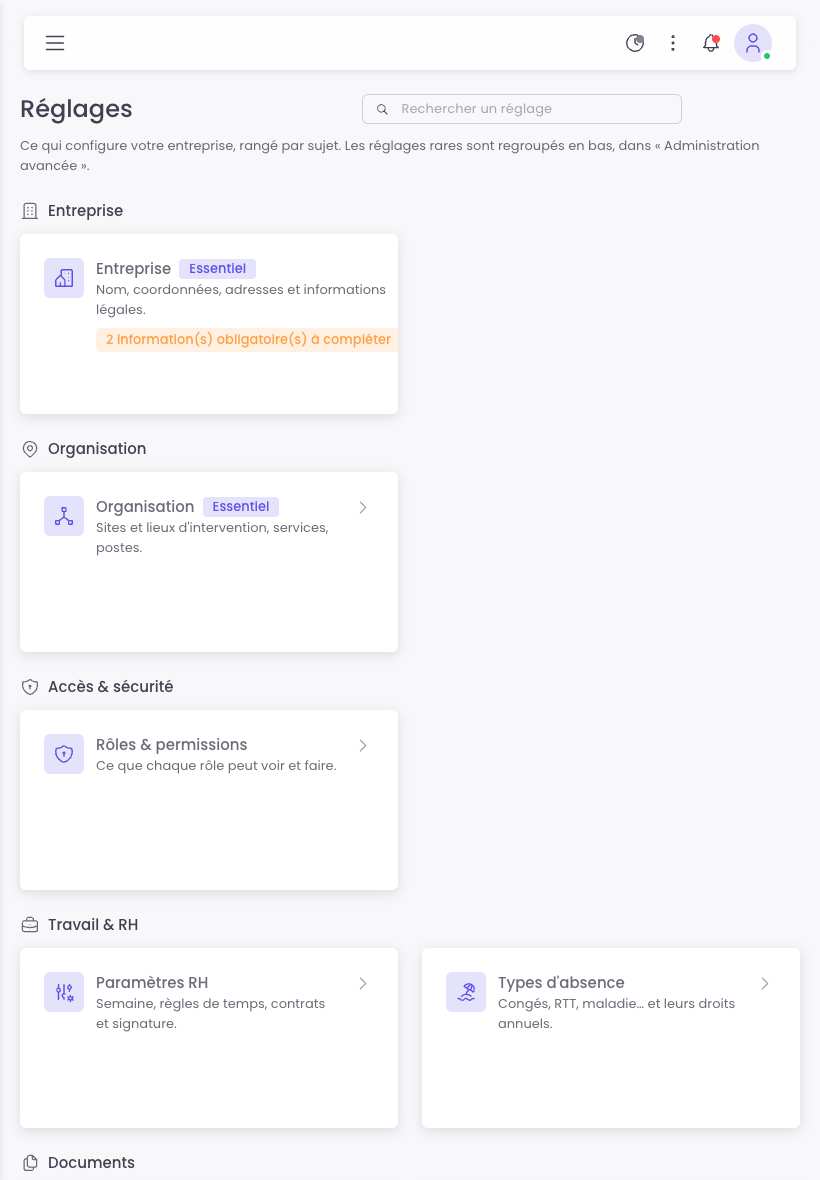 Réglages
Rechercher un réglage
Ce qui configure votre entreprise, rangé par sujet. Les réglages rares sont regroupés en bas, dans « Administration
avancée ».
Entreprise
Entreprise Essentiel
Nom, coordonnées, adresses et informations
légales.
2 information(s) obligatoire(s) à compléter
Organisation
Organisation Essentiel
Sites et lieux d'intervention, services,
postes.
Accès & sécurité
Rôles & permissions
Ce que chaque rôle peut voir et faire.
Travail & RH
Paramètres RH
Semaine, règles de temps, contrats
et signature.
Types d'absence
Congés, RTT, maladie... et leurs droits
annuels.
Documents